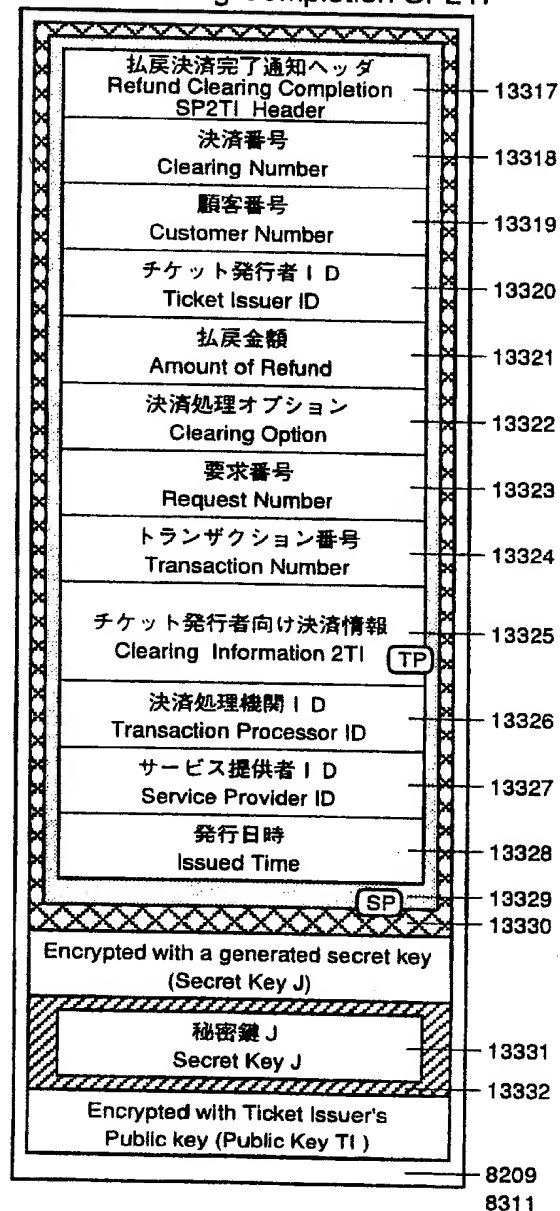 払戻決済完了通知ヘッダ
Refund Clearing Completion
SP2TI Header
13317
決済番号
Clearing Number
13318
顧客番号
Customer Number
13319
チケット発行者ID
Ticket Issuer ID
13320
払戻金額
Amount of Refund
13321
決済処理オプション
Clearing Option
13322
要求番号
Request Number
13323
トランザクション番号
Transaction Number
13324
チケット発行者向け決済情報
Clearing Information 2TI
TP
13325
決済処理機関ID
Transaction Processor ID
13326
サービス提供者ID
Service Provider ID
13327
発行日時
Issued Time
13328
SP
13329
13330
Encrypted with a generated secret key
(Secret Key J)
秘密鍵J
Secret Key J
13331
13332
Encrypted with Ticket Issuer's
Public key (Public Key TI )
8209
8311